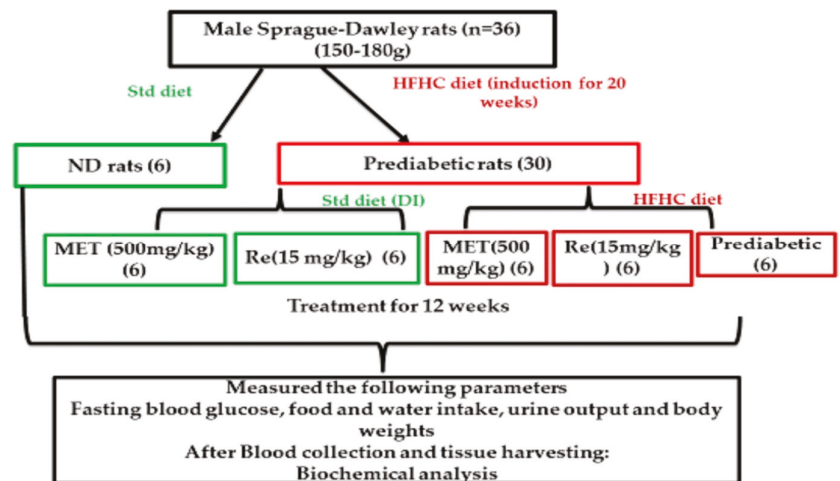 Male Sprague-Dawley rats (n=36)
(150-180g)
Std diet
HFHC diet (induction for 20
weeks)
ND rats (6)
Prediabetic rats (30)
Std diet (DI)
HFHC diet
MET (500mg/kg)
(6)
Re(15 mg/kg) (6)
MET(500
mg/kg) (6)
Re(15mg/kg
) (6)
Prediabetic
(6)
Treatment for 12 weeks
Measured the following parameters
Fasting blood glucose, food and water intake, urine output and body
weights
After Blood collection and tissue harvesting:
Biochemical analysis